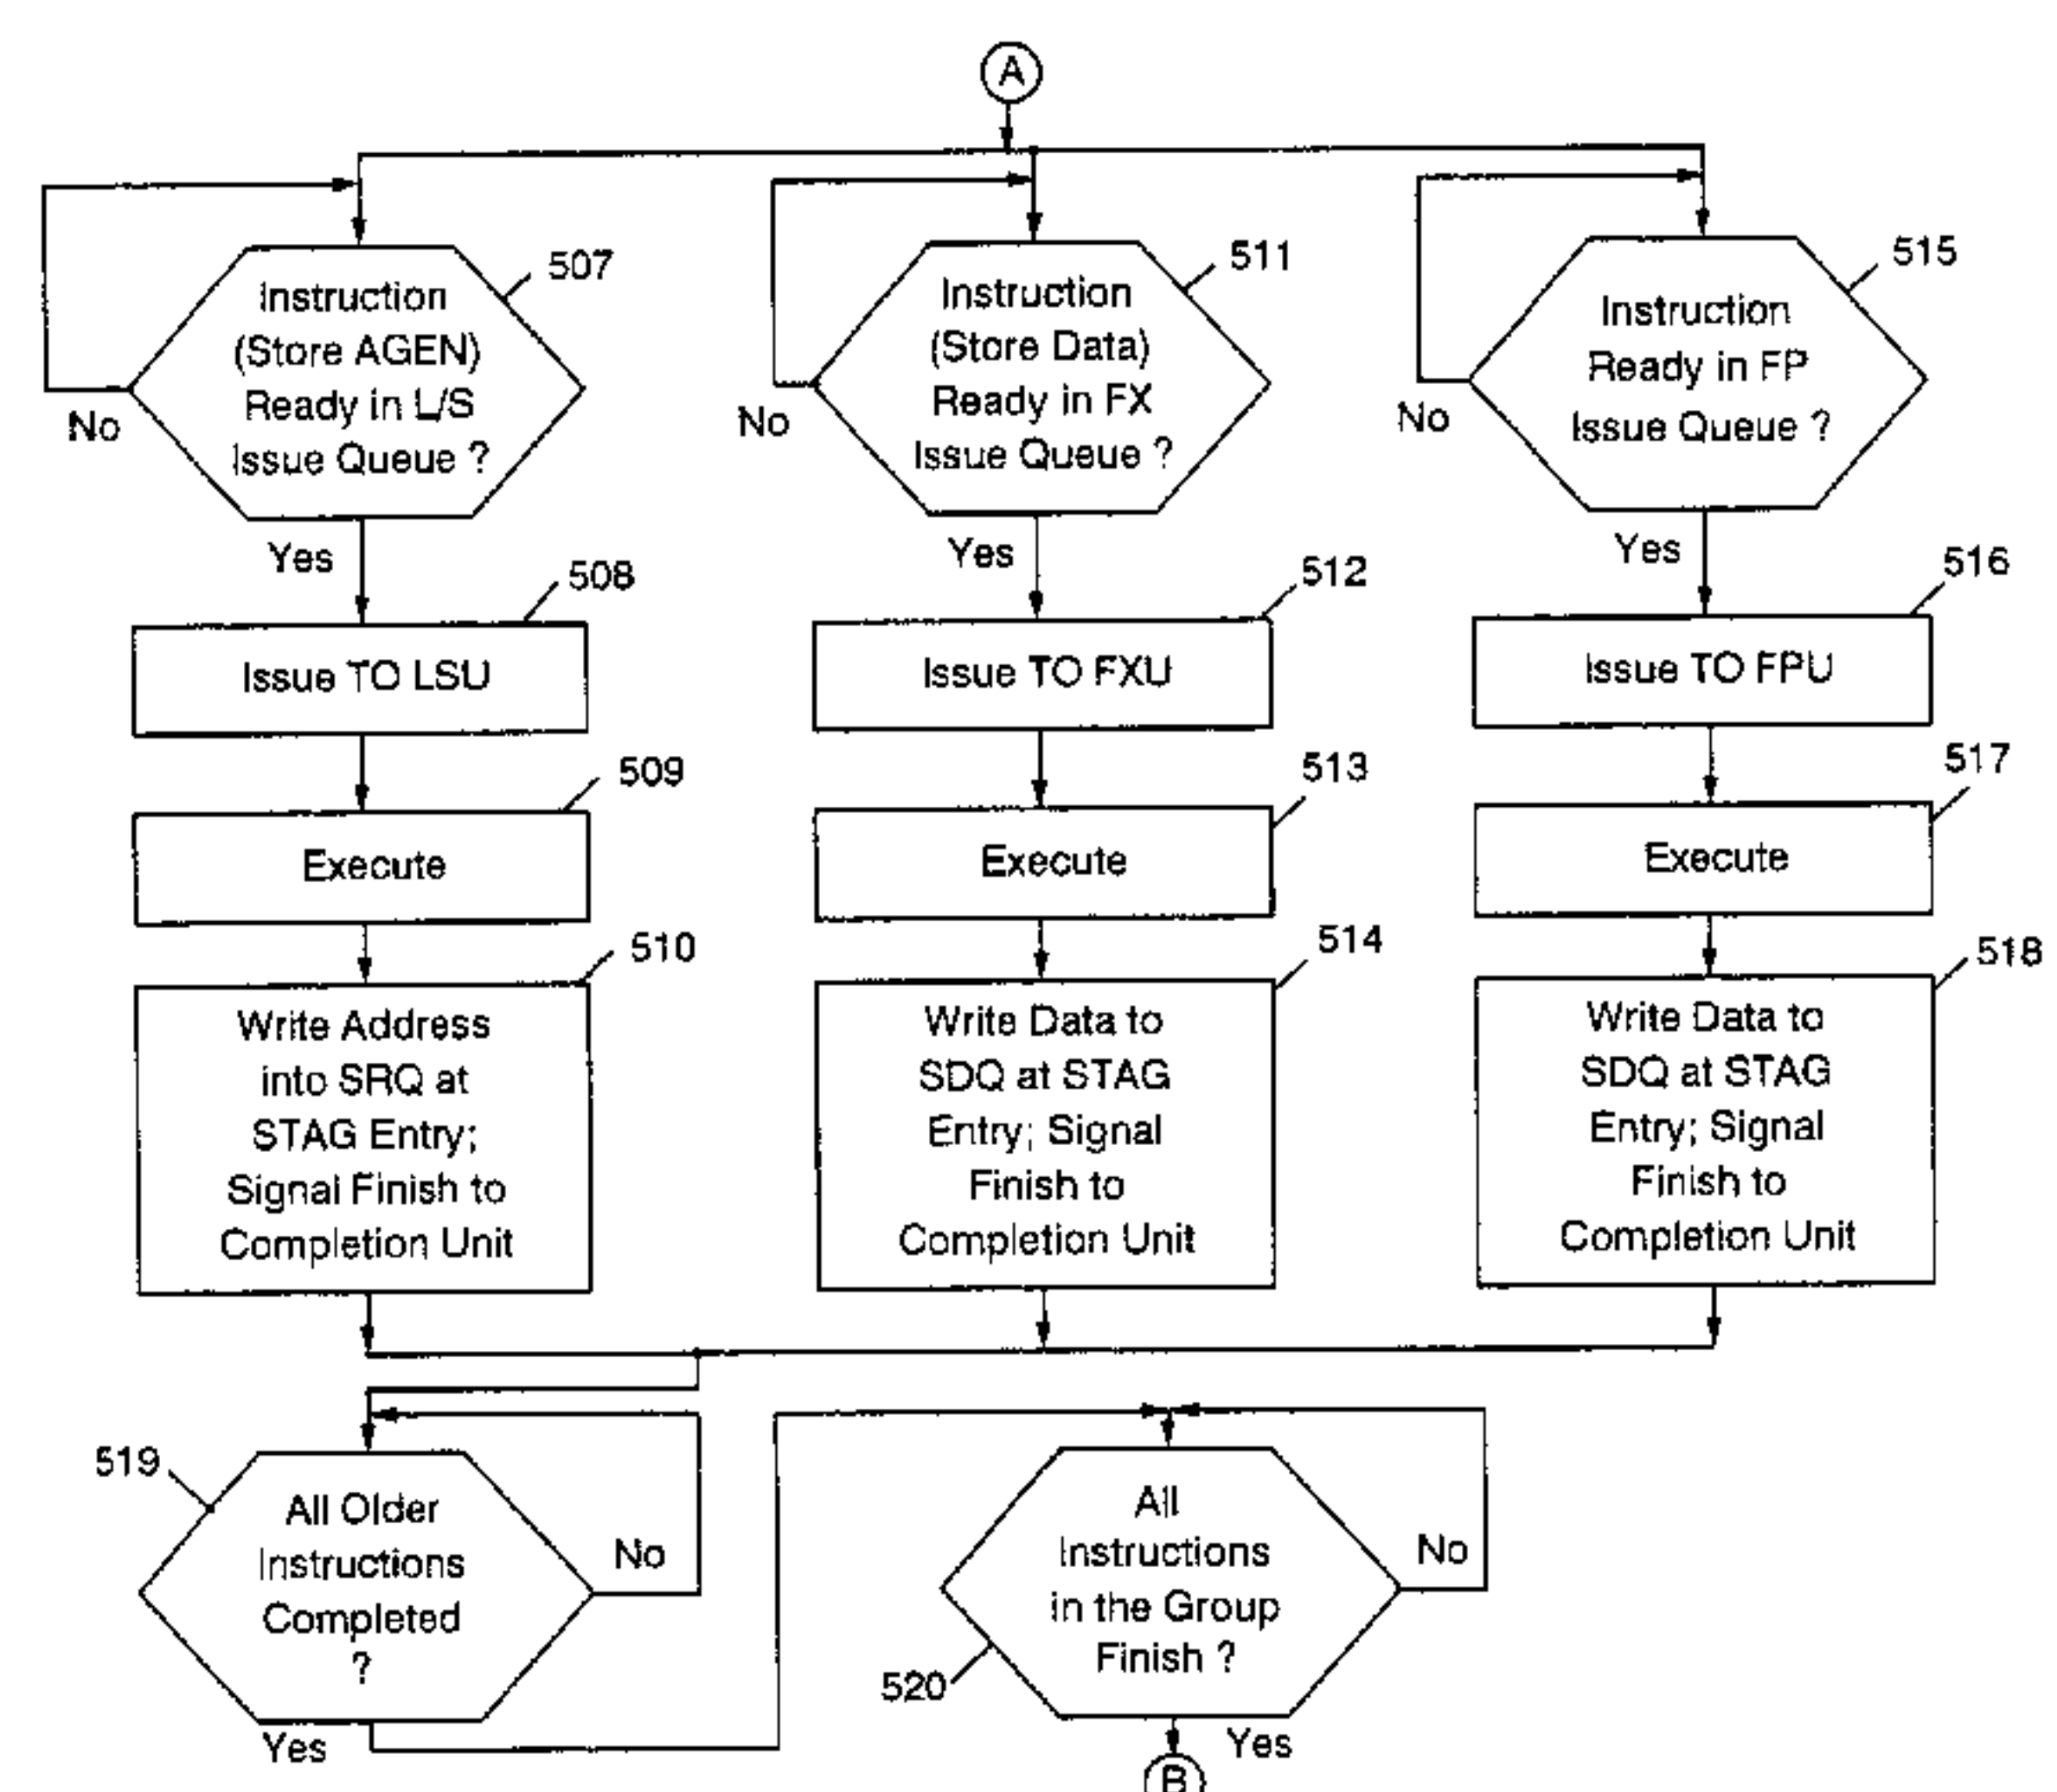 A
507
Instruction
(Store AGEN)
Ready in L/S
Issue Queue ?
No
Yes
511
Instruction
(Store Data)
Ready in FX
Issue Queue ?
No
Yes
515
Instruction
Ready in FP
Issue Queue ?
No
Yes
508
Issue TO LSU
512
Issue TO FXU
516
Issue TO FPU
509
Execute
513
Execute
517
Execute
510
Write Address
into SRQ at
STAG Entry;
Signal Finish to
Completion Unit
514
Write Data to
SDQ at STAG
Entry; Signal
Finish to
Completion Unit
518
Write Data to
SDQ at STAG
Entry; Signal
Finish to
Completion Unit
519
All Older
Instructions
Completed
?
No
Yes
520
All
Instructions
in the Group
Finish ?
No
Yes
B